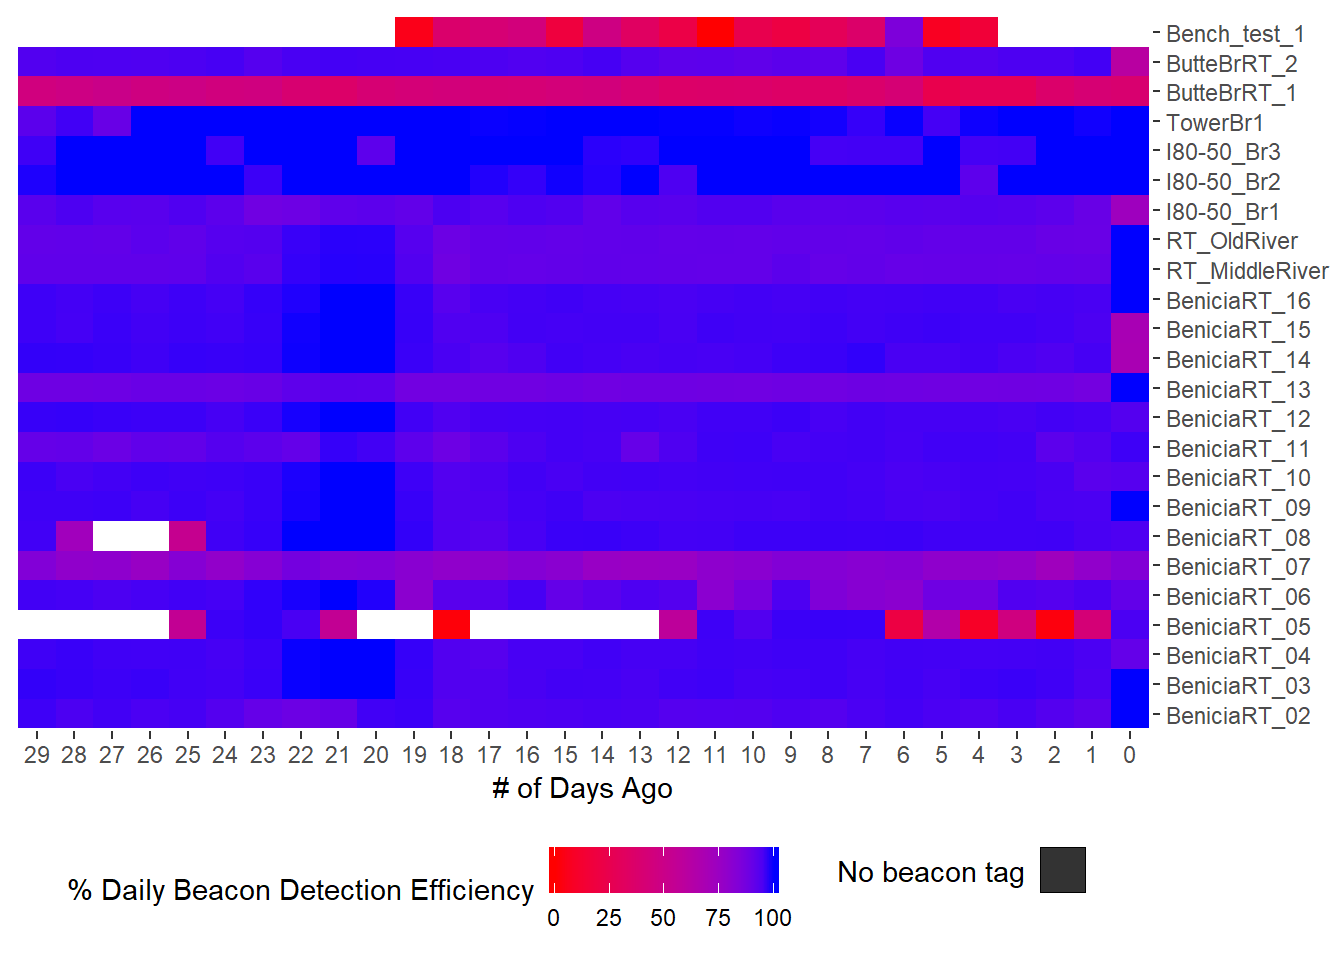 Bench_test_1
ButteBrRT_2
ButteBrRT_1
TowerBr1
I80-50_Br3
I80-50_Br2
I80-50_Br1
RT_OldRiver
RT_MiddleRiver
BeniciaRT_16
BeniciaRT_15
BeniciaRT_14
BeniciaRT_13
BeniciaRT_12
BeniciaRT_11
BeniciaRT_10
BeniciaRT_09
BeniciaRT_08
BeniciaRT_07
BeniciaRT_06
BeniciaRT_05
BeniciaRT_04
BeniciaRT_03
BeniciaRT_02
29 28 27 26 25 24 23 22 21 20 19 18 17 16 15 14 13 12 11 10 9 8 7 6 5 4 3 2 1 0
# of Days Ago
% Daily Beacon Detection Efficiency
0 25 50 75 100
No beacon tag